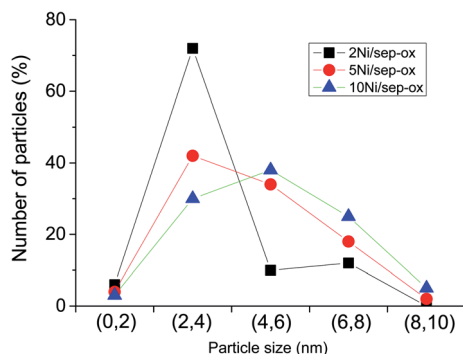 80
60
40
20
0
Number of particles (%)
2Ni/sep-ox
5Ni/sep-ox
10Ni/sep-ox
(0,2) (2,4) (4,6) (6,8) (8,10)
Particle size (nm)